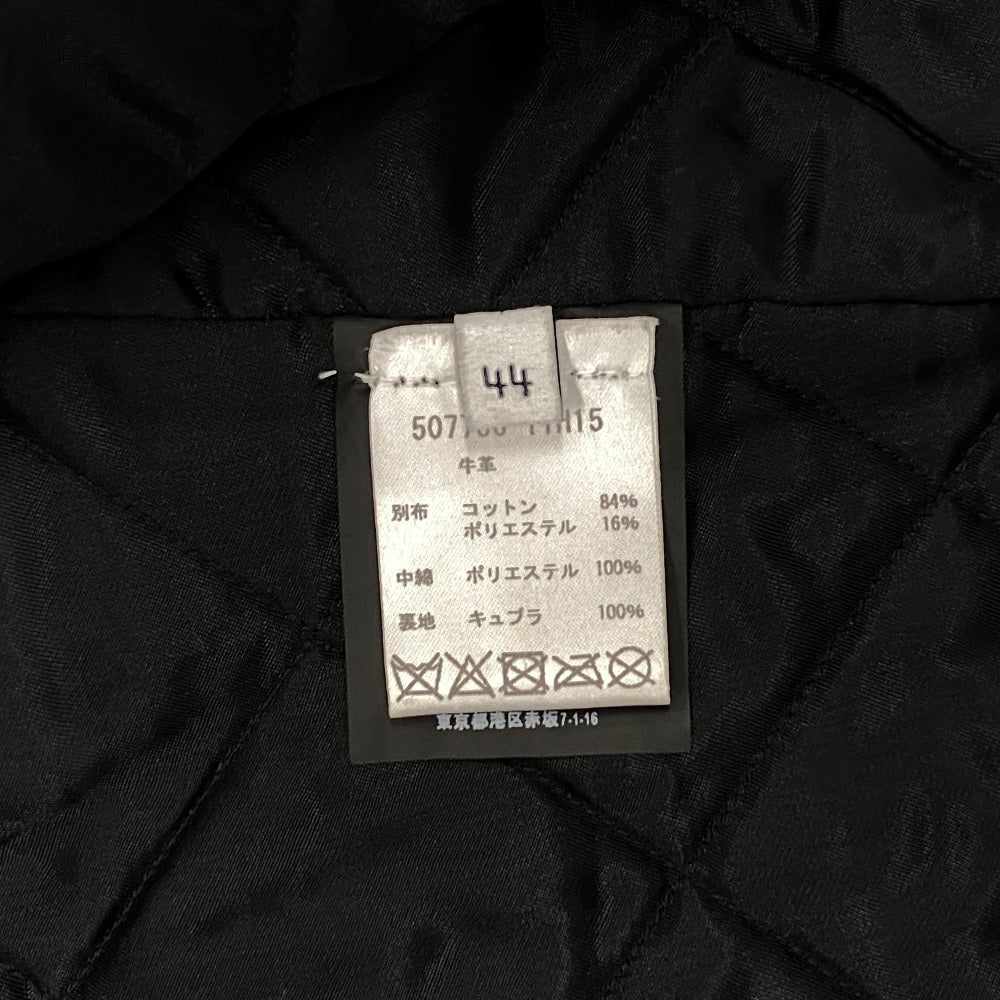 44
牛革
別布 コットン 84%
ポリエステル 16%
中綿 ポリエステル 100%
裏地 キュプラ 100%
東京都港区赤坂7-1-16